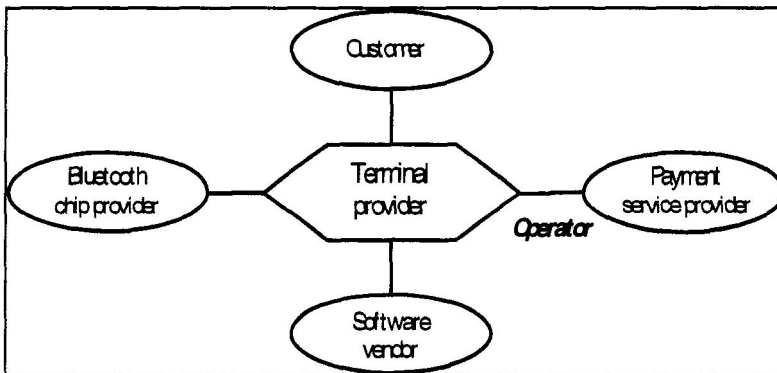 Customer
Bluetooth
chip provider
Terminal
provider
Payment
service provider
Operator
Software
vendor